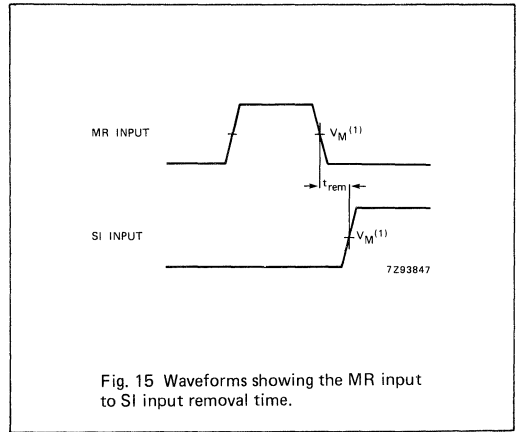 MR INPUT
V_M^(1)
t_rem
SI INPUT
V_M^(1)
7Z93847
Fig. 15 Waveforms showing the MR input
to SI input removal time.